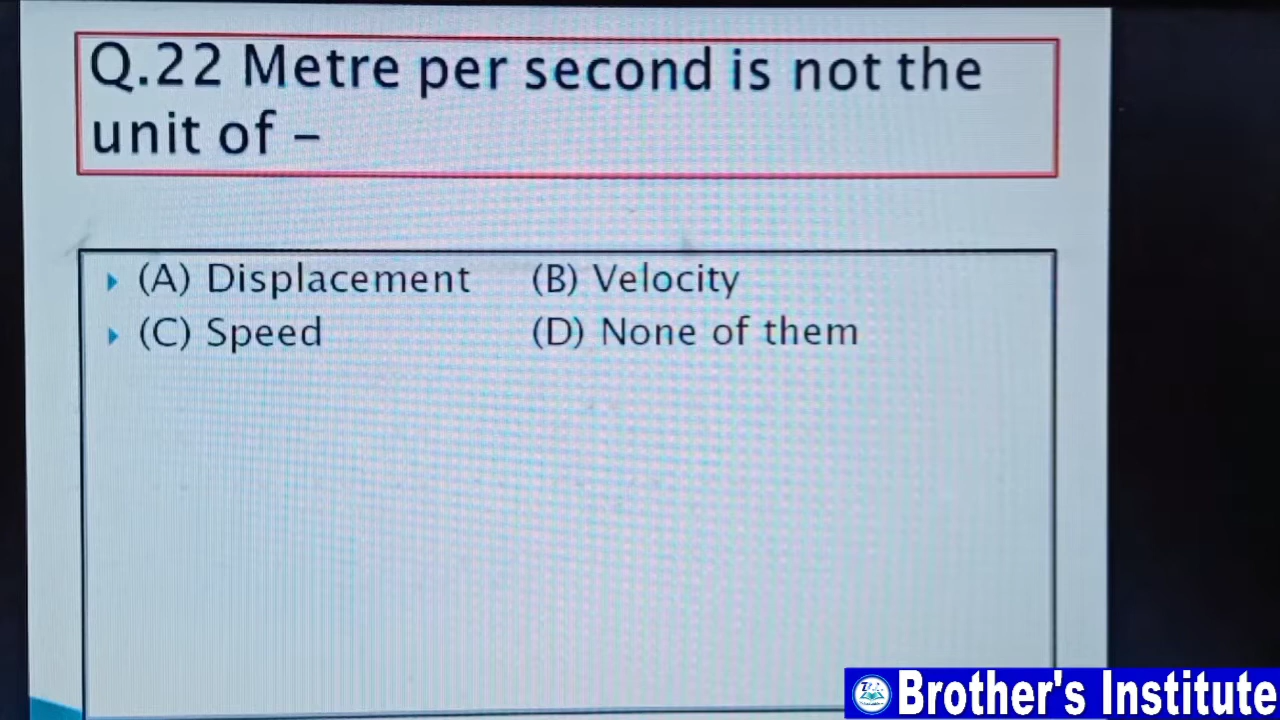 Q.22 Metre per second is not the
unit of –
(A) Displacement (B) Velocity
(C) Speed (D) None of them
Brother's Institute